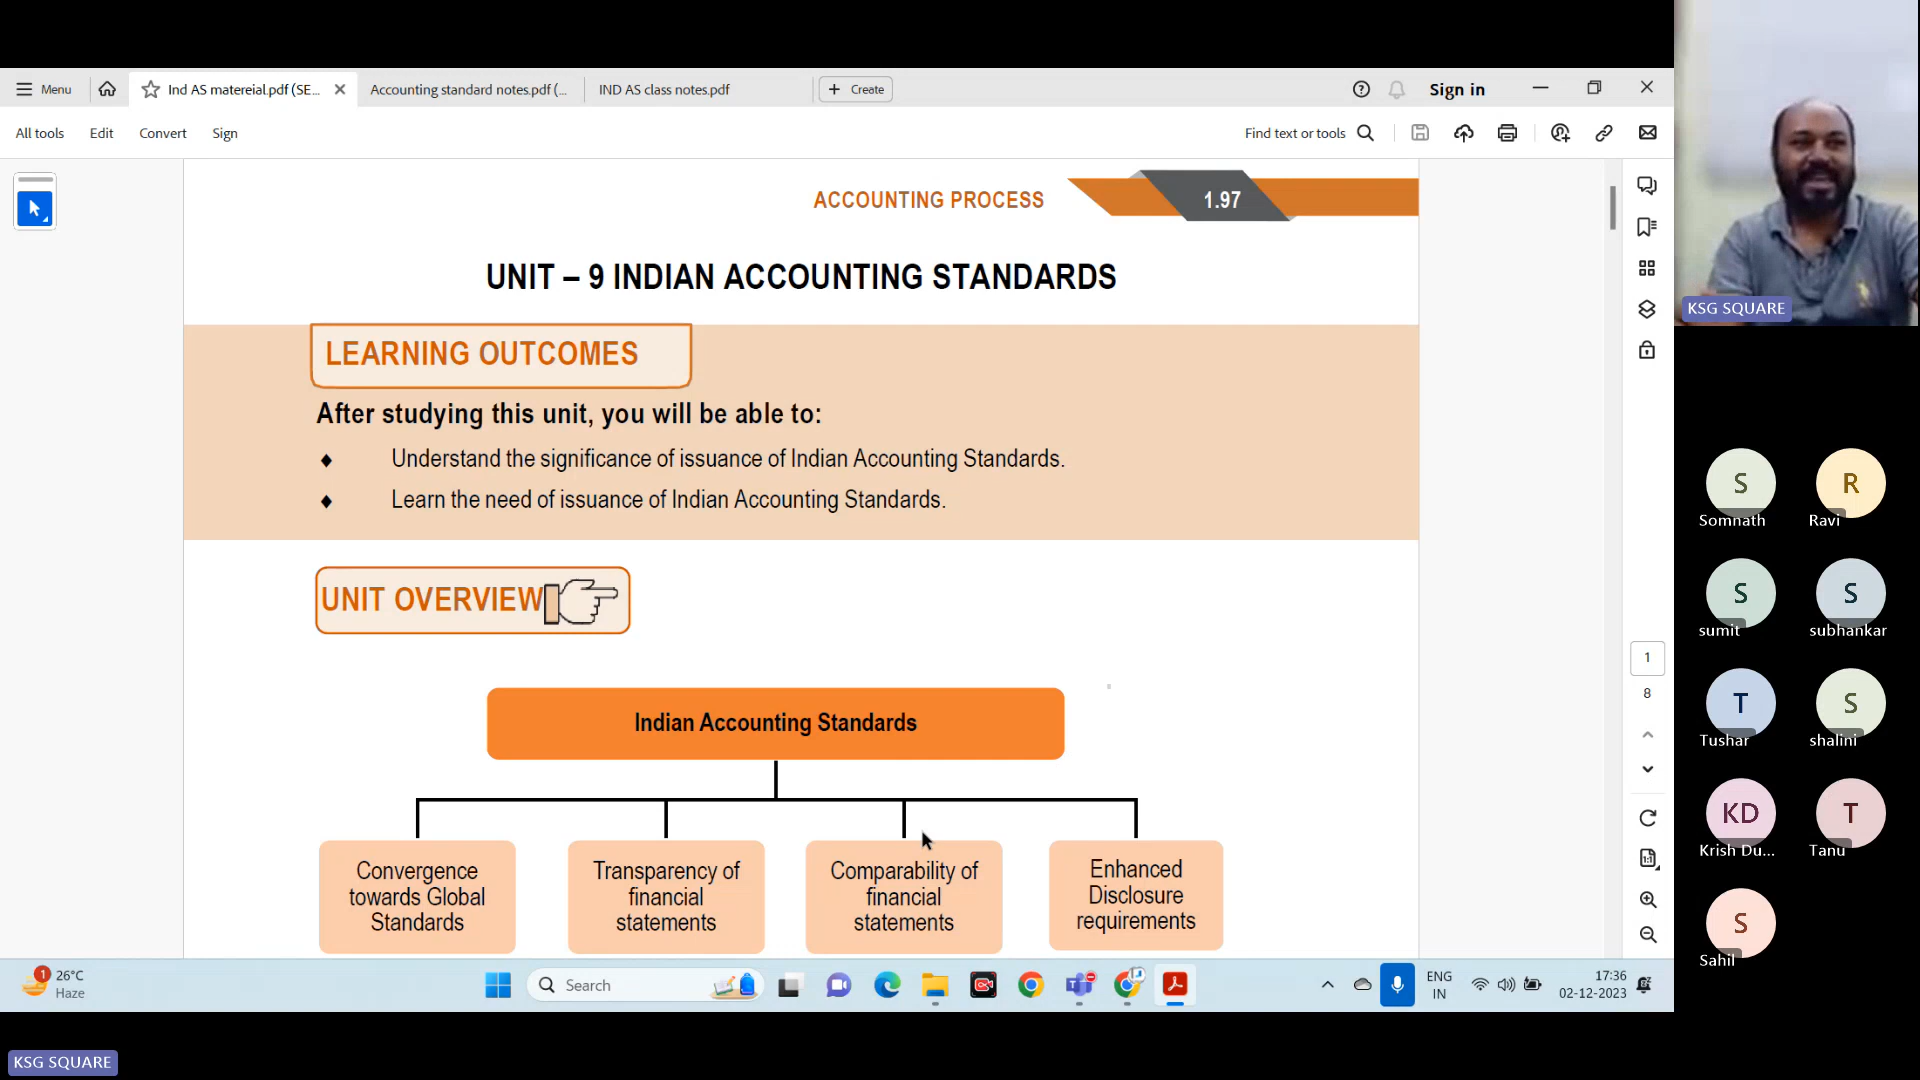 Menu
Ind AS matereial.pdf (SE...
Accounting standard notes.pdf (...
IND AS class notes.pdf
Create
Sign in
All tools
Edit
Convert
Sign
Find text or tools
ACCOUNTING PROCESS
1.97
UNIT – 9 INDIAN ACCOUNTING STANDARDS
LEARNING OUTCOMES
After studying this unit, you will be able to:
Understand the significance of issuance of Indian Accounting Standards.
Learn the need of issuance of Indian Accounting Standards.
UNIT OVERVIEW
Indian Accounting Standards
Convergence
towards Global
Standards
Transparency of
financial
statements
Comparability of
financial
statements
Enhanced
Disclosure
requirements
1
8
KSG SQUARE
S
Somnath
R
Ravi
S
sumit
S
subhankar
T
Tushar
S
shalini
KD
Krish Du...
T
Tanu
S
Sahil
1
26°C
Haze
Search
ENG
IN
17:36
02-12-2023
KSG SQUARE